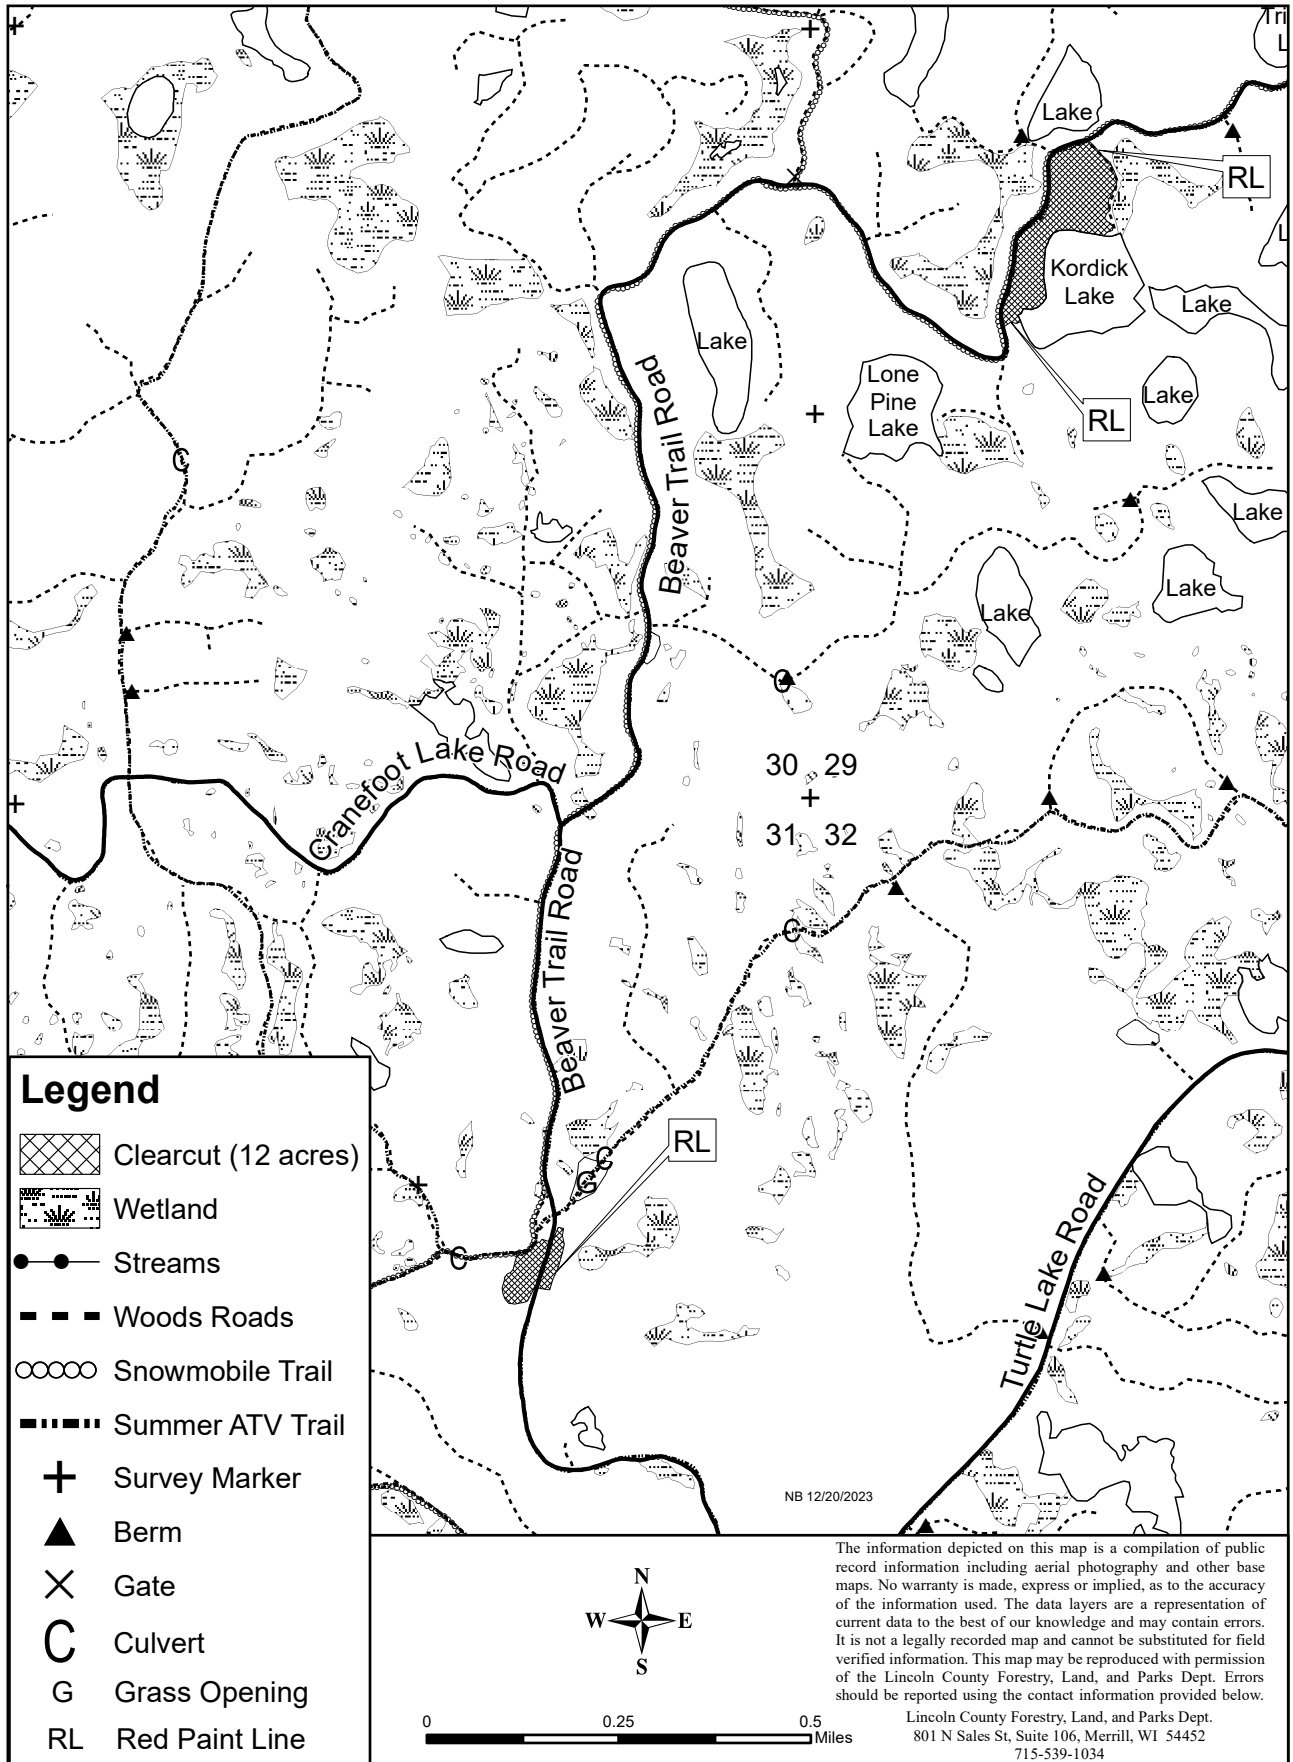 Tri
L
Lake
RL
L
Kordick
Lake
Lake
Lake
Lone
Pine
Lake
Lake
RL
Beaver Trail Road
C
Lake
Lake
Lake
C
30 29
31 32
Cranefoot Lake Road
Beaver Trail Road
C
RL
C
G
C
Turtle Lake Road
NB 12/20/2023
Legend
Clearcut (12 acres)
Wetland
Streams
Woods Roads
Snowmobile Trail
Summer ATV Trail
Survey Marker
Berm
Gate
C Culvert
G Grass Opening
RL Red Paint Line
N
W E
S
0 0.25 0.5
Miles
The information depicted on this map is a compilation of public
record information including aerial photography and other base
maps. No warranty is made, express or implied, as to the accuracy
of the information used. The data layers are a representation of
current data to the best of our knowledge and may contain errors.
It is not a legally recorded map and cannot be substituted for field
verified information. This map may be reproduced with permission
of the Lincoln County Forestry, Land, and Parks Dept. Errors
should be reported using the contact information provided below.
Lincoln County Forestry, Land, and Parks Dept.
801 N Sales St, Suite 106, Merrill, WI 54452
715-539-1034